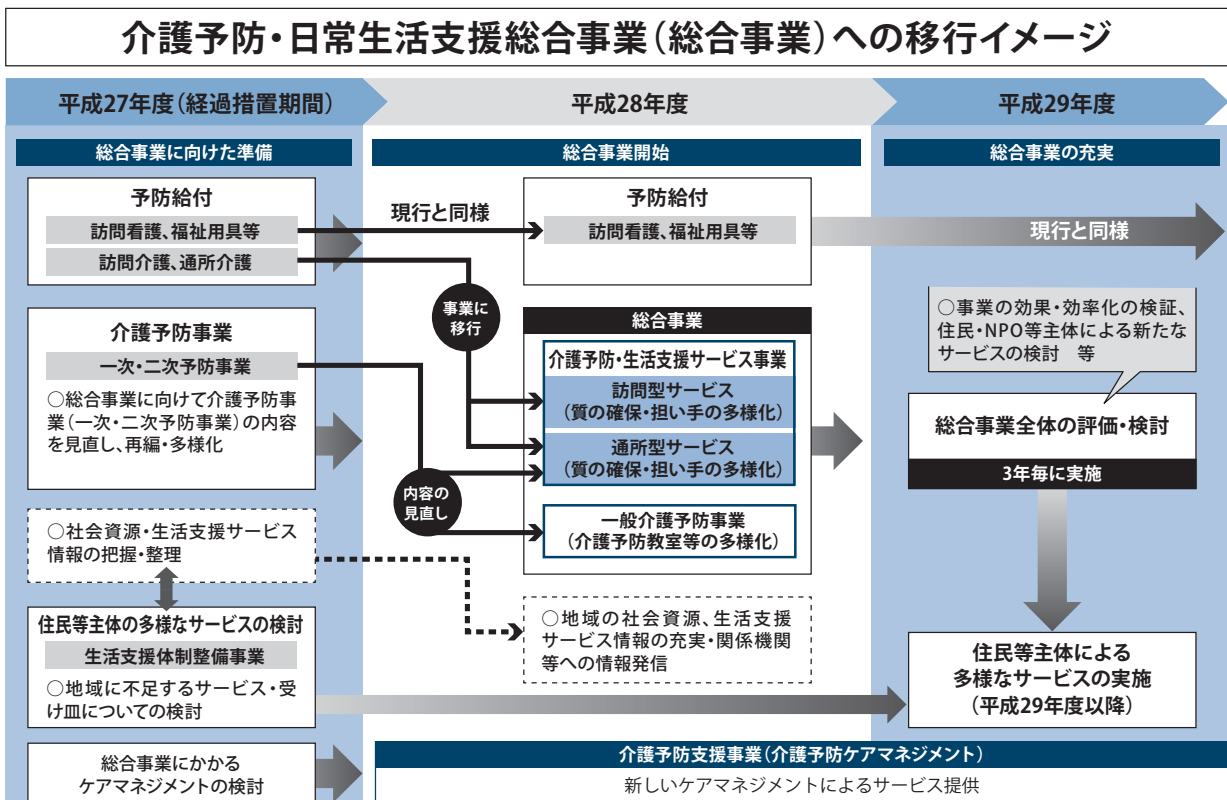 介護予防・日常生活支援総合事業(総合事業)への移行イメージ
平成27年度(経過措置期間)
平成28年度
平成29年度
総合事業に向けた準備
総合事業開始
総合事業の充実
予防給付
訪問看護、福祉用具等
訪問介護、通所介護
現行と同様
予防給付
訪問看護、福祉用具等
現行と同様
事業に
移行
介護予防事業
一次・二次予防事業
○総合事業に向けて介護予防事
業(一次・二次予防事業)の内容
を見直し、再編・多様化
内容の
見直し
総合事業
介護予防・生活支援サービス事業
訪問型サービス
(質の確保・担い手の多様化)
通所型サービス
(質の確保・担い手の多様化)
一般介護予防事業
(介護予防教室等の多様化)
○事業の効果・効率化の検証、
住民・NPO等主体による新たな
サービスの検討 等
総合事業全体の評価・検討
3年毎に実施
○社会資源・生活支援サービス
情報の把握・整理
住民等主体の多様なサービスの検討
生活支援体制整備事業
○地域に不足するサービス・受
け皿についての検討
○地域の社会資源、生活支援
サービス情報の充実・関係機関
等への情報発信
住民等主体による
多様なサービスの実施
(平成29年度以降)
総合事業にかかる
ケアマネジメントの検討
介護予防支援事業(介護予防ケアマネジメント)
新しいケアマネジメントによるサービス提供